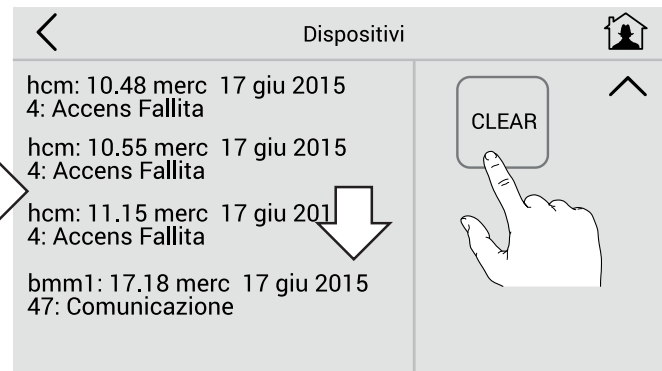 Dispositivi
hcm: 10.48 merc 17 giu 2015
4: Accens Fallita
hcm: 10.55 merc 17 giu 2015
4: Accens Fallita
hcm: 11.15 merc 17 giu 201
4: Accens Fallita
bmm1: 17.18 merc 17 giu 2015
47: Comunicazione
CLEAR